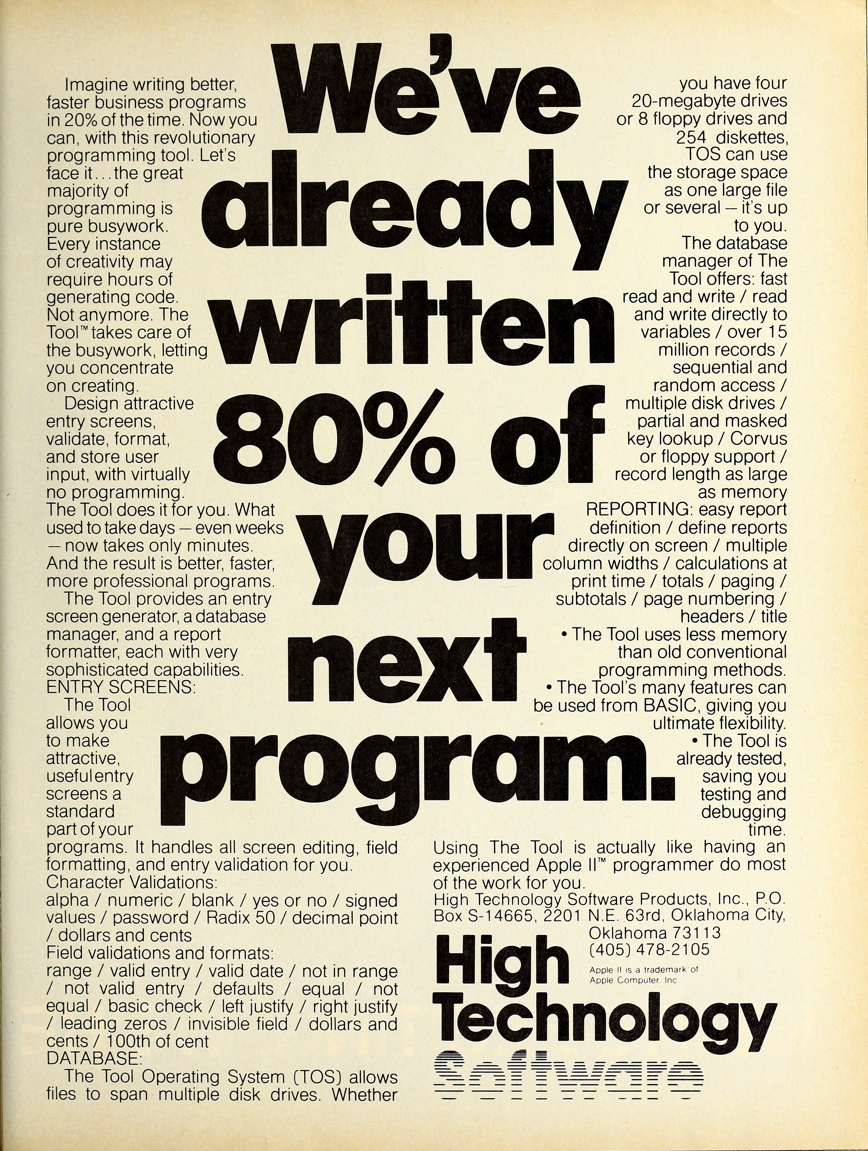 We've
already
written
80% of
your
next
program.
Imagine writing better,
faster business programs
in 20% of the time. Now you
can, with this revolutionary
programming tool. Let's
face it...the great
majority of
programming is
pure busywork.
Every instance
of creativity may
require hours of
generating code.
Not anymore. The
Tool™ takes care of
the busywork, letting
you concentrate
on creating.
Design attractive
entry screens,
validate, format,
and store user
input, with virtually
no programming.
The Tool does it for you. What
used to take days – even weeks
– now takes only minutes.
And the result is better, faster,
more professional programs.
The Tool provides an entry
screen generator, a database
manager, and a report
formatter, each with very
sophisticated capabilities.
ENTRY SCREENS:
The Tool
allows you
to make
attractive,
useful entry
screens a
standard
part of your
programs. It handles all screen editing, field
formatting, and entry validation for you.
Character Validations:
alpha / numeric / blank / yes or no / signed
values / password / Radix 50 / decimal point
/ dollars and cents
Field validations and formats:
range / valid entry / valid date / not in range
/ not valid entry / defaults / equal / not
equal / basic check / left justify / right justify
/ leading zeros / invisible field / dollars and
cents / 100th of cent
DATABASE:
The Tool Operating System (TOS) allows
files to span multiple disk drives. Whether
you have four
20-megabyte drives
or 8 floppy drives and
254 diskettes,
TOS can use
the storage space
as one large file
or several – it's up
to you.
The database
manager of The
Tool offers: fast
read and write / read
and write directly to
variables / over 15
million records /
sequential and
random access /
multiple disk drives /
partial and masked
key lookup / Corvus
or floppy support /
record length as large
as memory
REPORTING: easy report
definition / define reports
directly on screen / multiple
column widths / calculations at
print time / totals / paging /
subtotals / page numbering /
headers / title
• The Tool uses less memory
than old conventional
programming methods.
• The Tool's many features can
be used from BASIC, giving you
ultimate flexibility.
• The Tool is
already tested,
saving you
testing and
debugging
time.
Using The Tool is actually like having an
experienced Apple II™ programmer do most
of the work for you.
High Technology Software Products, Inc., P.O.
Box S-14665, 2201 N.E. 63rd, Oklahoma City,
Oklahoma 73113
(405) 478-2105
Apple II is a trademark of
Apple Computer, Inc
High
Technology
Software